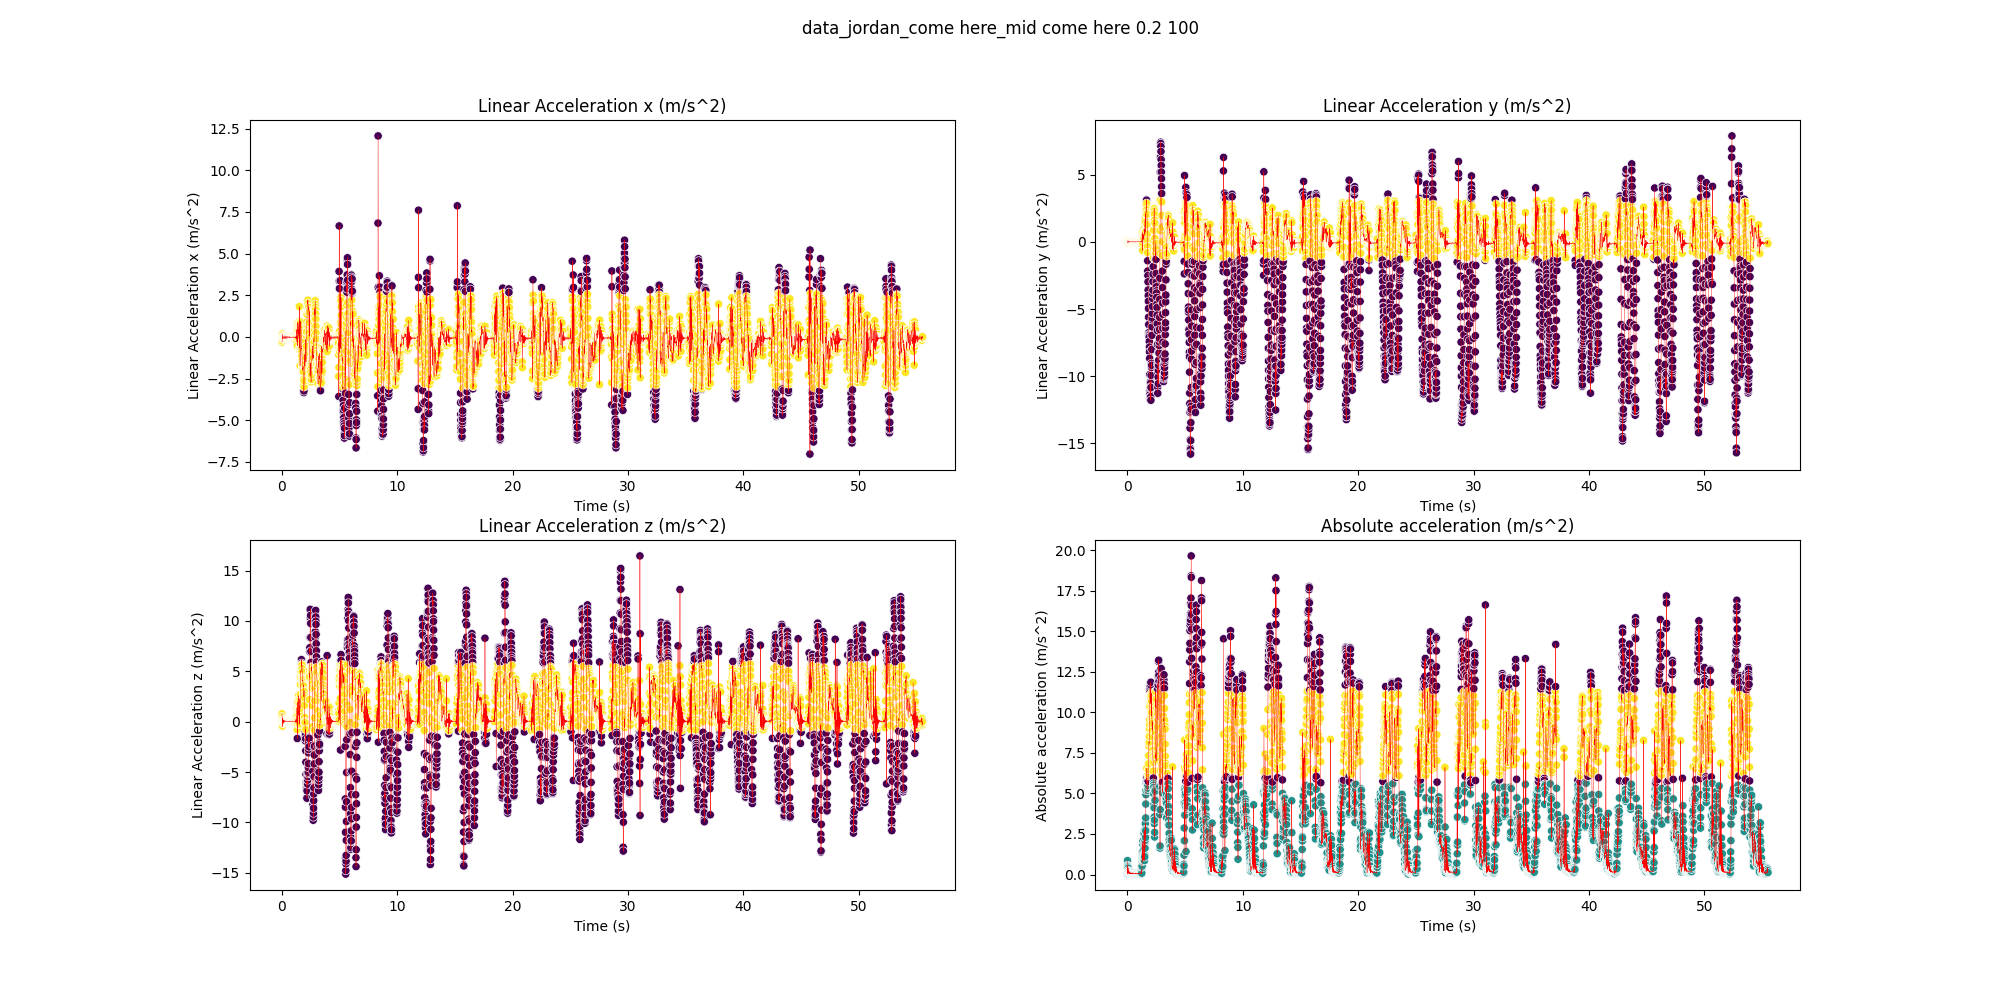 data_jordan_come here_mid come here 0.2 100
Linear Acceleration x (m/s^2)
Linear Acceleration x (m/s^2)
12.5
10.0
7.5
5.0
2.5
0.0
−2.5
−5.0
−7.5
0 10 20 30 40 50
Time (s)
Linear Acceleration y (m/s^2)
Linear Acceleration y (m/s^2)
5
0
−5
−10
−15
0 10 20 30 40 50
Time (s)
Linear Acceleration z (m/s^2)
Linear Acceleration z (m/s^2)
15
10
5
0
−5
−10
−15
0 10 20 30 40 50
Time (s)
Absolute acceleration (m/s^2)
Absolute acceleration (m/s^2)
20.0
17.5
15.0
12.5
10.0
7.5
5.0
2.5
0.0
0 10 20 30 40 50
Time (s)